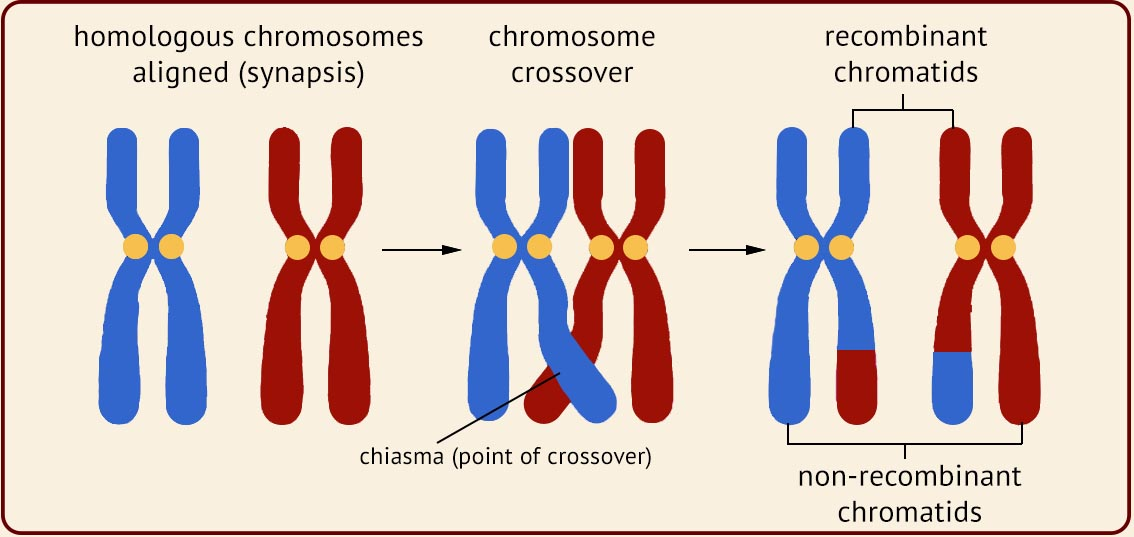 homologous chromosomes
aligned (synapsis)
chromosome
crossover
recombinant
chromatids
chiasma (point of crossover)
non-recombinant
chromatids